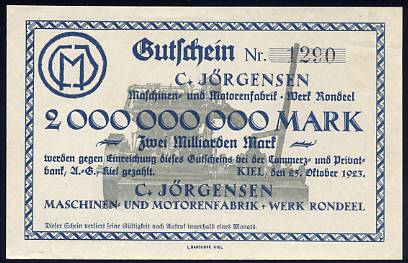 Gutschein Nr. 1290
C. JÖRGENSEN
Maschinen- und Motorenfabrik - Werk Rondeel
2 000 000 000 MARK
Zwei Milliarden Mark
werden gegen Einreichung dieses Gutscheins bei der Commerz- und Privat-
bank, A.-G., Kiel gezahlt. KIEL, den 25. Oktober 1923.
C. JÖRGENSEN
MASCHINEN- UND MOTORENFABRIK - WERK RONDEEL
Dieser Schein verliert seine Gültigkeit nach Aufruf innerhalb eines Monats.